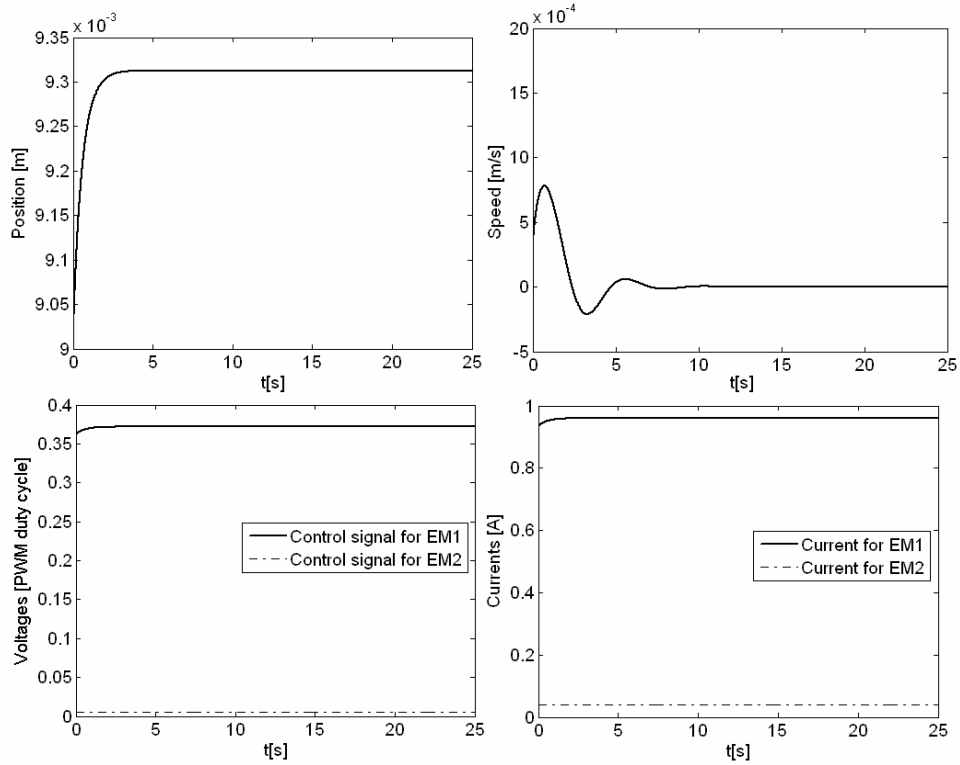 x 10⁻³
9.35
9.3
9.25
9.2
9.15
9.1
9.05
9
0 5 10 15 20 25
Position [m]
t[s]
x 10⁻⁴
20
15
10
5
0
-5
0 5 10 15 20 25
Speed [m/s]
t[s]
0.4
0.35
0.3
0.25
0.2
0.15
0.1
0.05
0
0 5 10 15 20 25
Voltages [PWM duty cycle]
t[s]
Control signal for EM1
Control signal for EM2
1
0.8
0.6
0.4
0.2
0
0 5 10 15 20 25
Currents [A]
t[s]
Current for EM1
Current for EM2